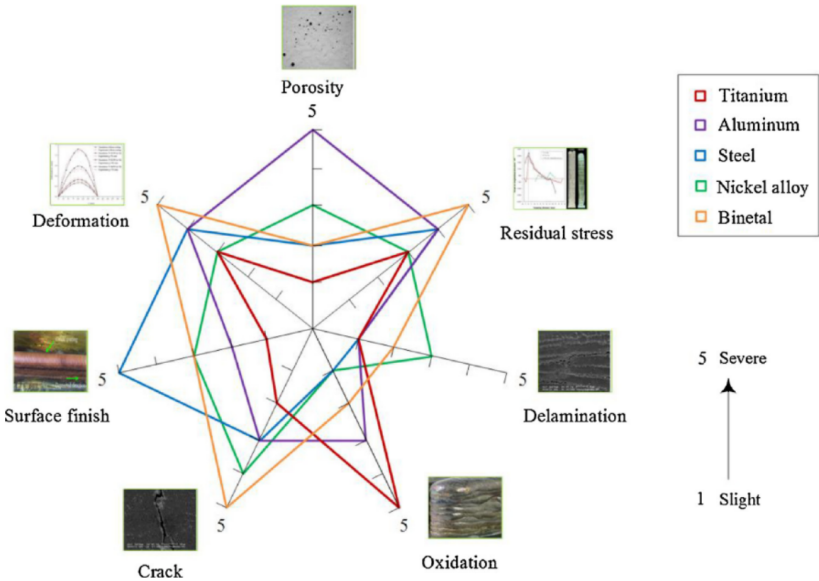 Porosity
5
Deformation
5
5
Residual stress
Titanium
Aluminum
Steel
Nickel alloy
Binetal
Surface finish
5
5
Delamination
5 Severe
1 Slight
5
Crack
5
Oxidation